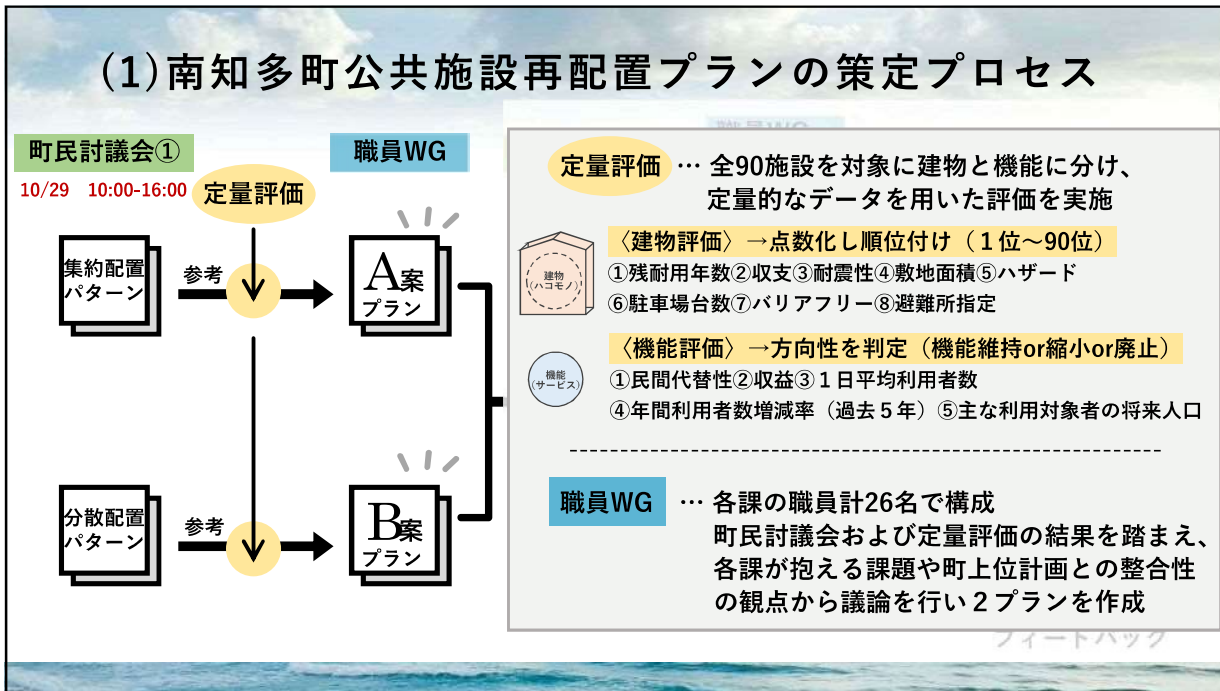 (1)南知多町公共施設再配置プランの策定プロセス
町民討議会①
10/29 10:00-16:00
定量評価
職員WG
職員WG
集約配置
パターン
参考
A案
プラン
分散配置
パターン
参考
B案
プラン
定量評価 … 全90施設を対象に建物と機能に分け、
定量的なデータを用いた評価を実施
建物
(ハコモノ)
〈建物評価〉→点数化し順位付け（１位～90位）
①残耐用年数②収支③耐震性④敷地面積⑤ハザード
⑥駐車場台数⑦バリアフリー⑧避難所指定
機能
(サービス)
〈機能評価〉→方向性を判定（機能維持or縮小or廃止）
①民間代替性②収益③１日平均利用者数
④年間利用者数増減率（過去５年）⑤主な利用対象者の将来人口
職員WG … 各課の職員計26名で構成
町民討議会および定量評価の結果を踏まえ、
各課が抱える課題や町上位計画との整合性
の観点から議論を行い２プランを作成
フィードバック